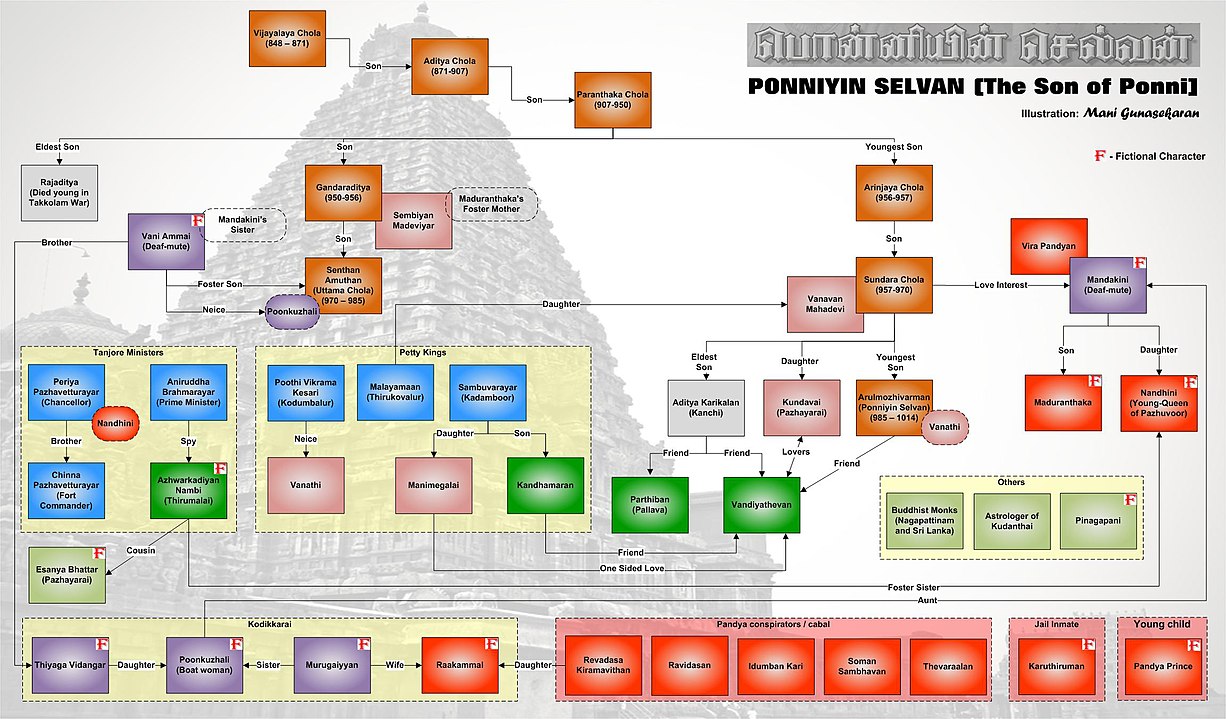 பொன்னியின் செல்வன்
PONNIYIN SELVAN [The Son of Ponni]
Illustration: Mani Gunasekaran
F - Fictional Character
Vijayalaya Chola
(848 – 871)
Son
Aditya Chola
(871-907)
Son
Paranthaka Chola
(907-950)
Eldest Son
Son
Youngest Son
Rajaditya
(Died young in
Takkolam War)
Gandaraditya
(950-956)
Sembiyan
Madeviyar
Maduranthaka's
Foster Mother
Arinjaya Chola
(956-957)
Vani Ammai
(Deaf-mute)
F
Mandakini's
Sister
Brother
Son
Son
Foster Son
Neice
Senthan
Amuthan
(Uttama Chola)
(970 – 985)
Poonkuzhali
Vira Pandyan
Sundara Chola
(957-970)
Love Interest
Mandakini
(Deaf-mute)
F
Vanavan
Mahadevi
Daughter
Eldest
Son
Daughter
Youngest
Son
Son
Daughter
Tanjore Ministers
Periya
Pazhavetturayar
(Chancellor)
Nandhini
Aniruddha
Brahmarayar
(Prime Minister)
Brother
Spy
Chinna
Pazhavetturayar
(Fort
Commander)
Azhwarkadiyan
Nambi
(Thirumalai)
F
Cousin
Esanya Bhattar
(Pazhayarai)
F
Petty Kings
Poothi Vikrama
Kesari
(Kodumbalur)
Malayamaan
(Thirukovalur)
Sambuvarayar
(Kadamboor)
Neice
Daughter
Son
Vanathi
Manimegalai
Kandhamaran
Aditya Karikalan
(Kanchi)
Kundavai
(Pazhayarai)
Arulmozhivarman
(Ponniyin Selvan)
(985 – 1014)
Vanathi
Friend
Friend
Lovers
Friend
Parthiban
(Pallava)
Vandiyathevan
Friend
One Sided Love
Maduranthaka
F
Nandhini
(Young-Queen
of Pazhuvoor)
F
Others
Buddhist Monks
(Nagapattinam
and Sri Lanka)
Astrologer of
Kudanthai
Pinagapani
F
Foster Sister
Aunt
Kodikkarai
Thiyaga Vidangar
F
Daughter
Poonkuzhali
(Boat woman)
F
Sister
Murugaiyyan
F
Wife
Raakammal
F
Daughter
Pandya conspirators / cabal
Revadasa
Kiramavithan
Ravidasan
Idumban Kari
Soman
Sambhavan
Thevaraalan
Jail Inmate
Karuthiruman
F
Young child
Pandya Prince
F